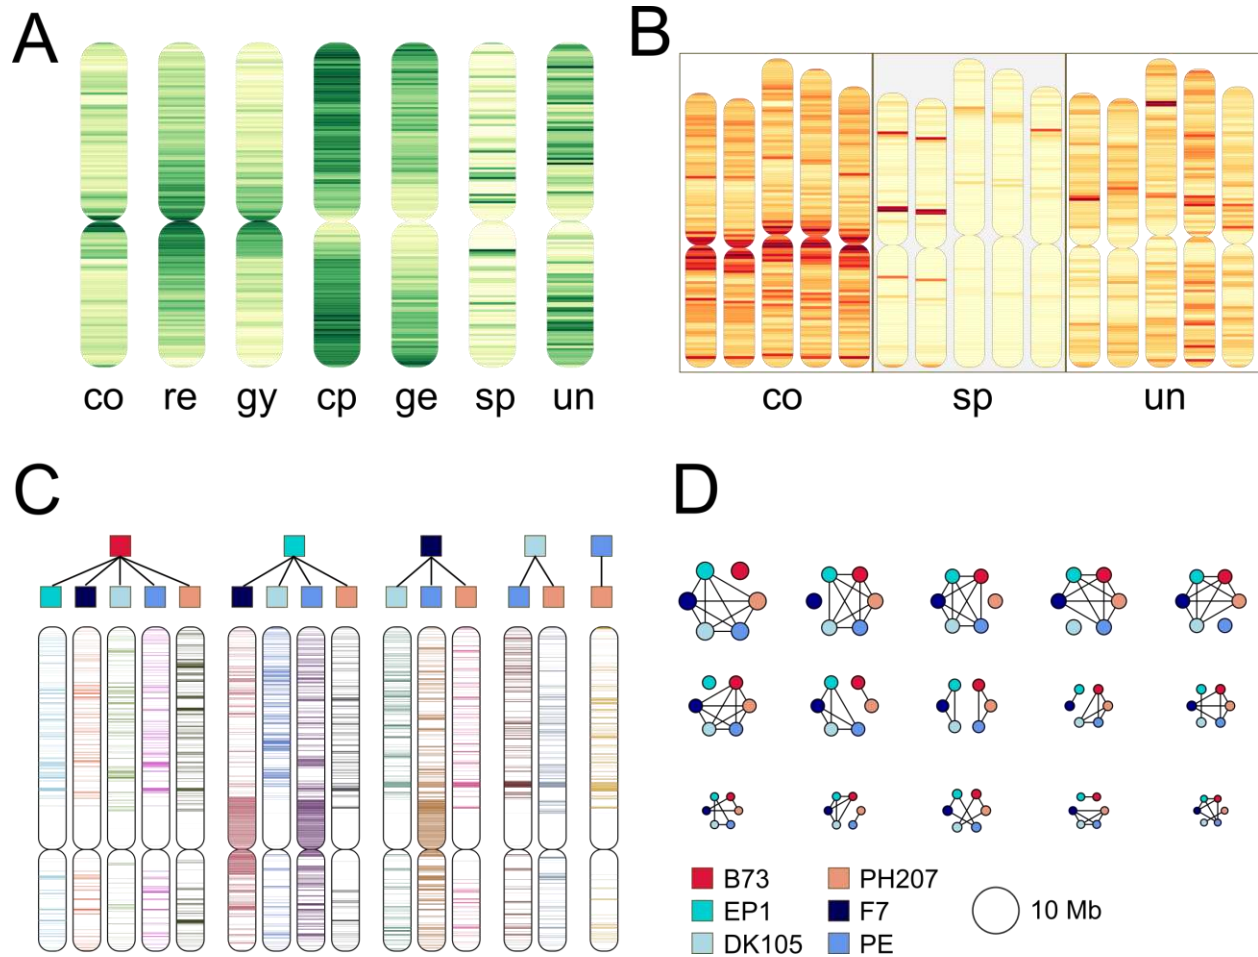 A
B
co re gy cp ge sp un
co sp un
C
D
B73 PH207
EP1 F7 10 Mb
DK105 PE